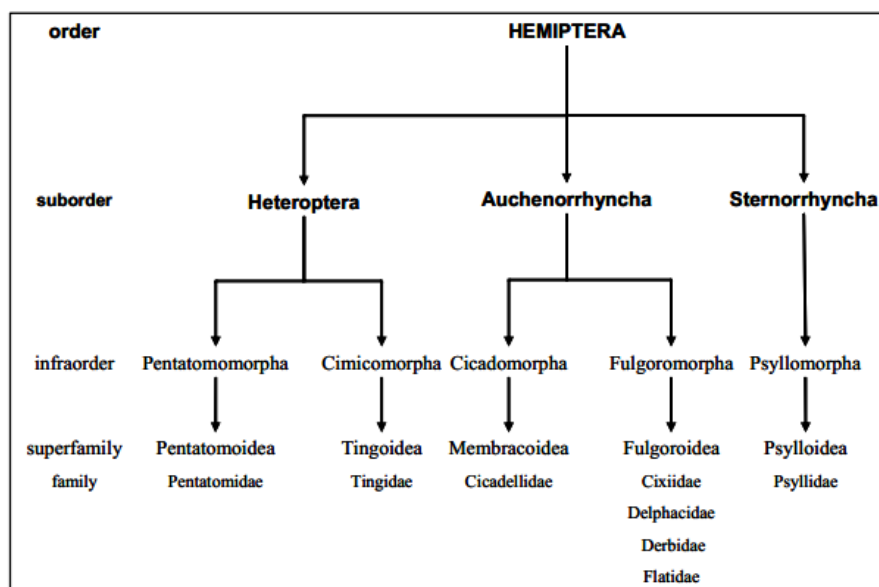 order HEMIPTERA
suborder Heteroptera Auchenorrhyncha Sternorrhyncha
infraorder Pentatomomorpha Cimicomorpha Cicadomorpha Fulgoromorpha Psyllomorpha
superfamily Pentatomoidea Tingoidea Membracoidea Fulgoroidea Psylloidea
family Pentatomidae Tingidae Cicadellidae Cixiidae Psyllidae
Delphacidae
Derbidae
Flatidae